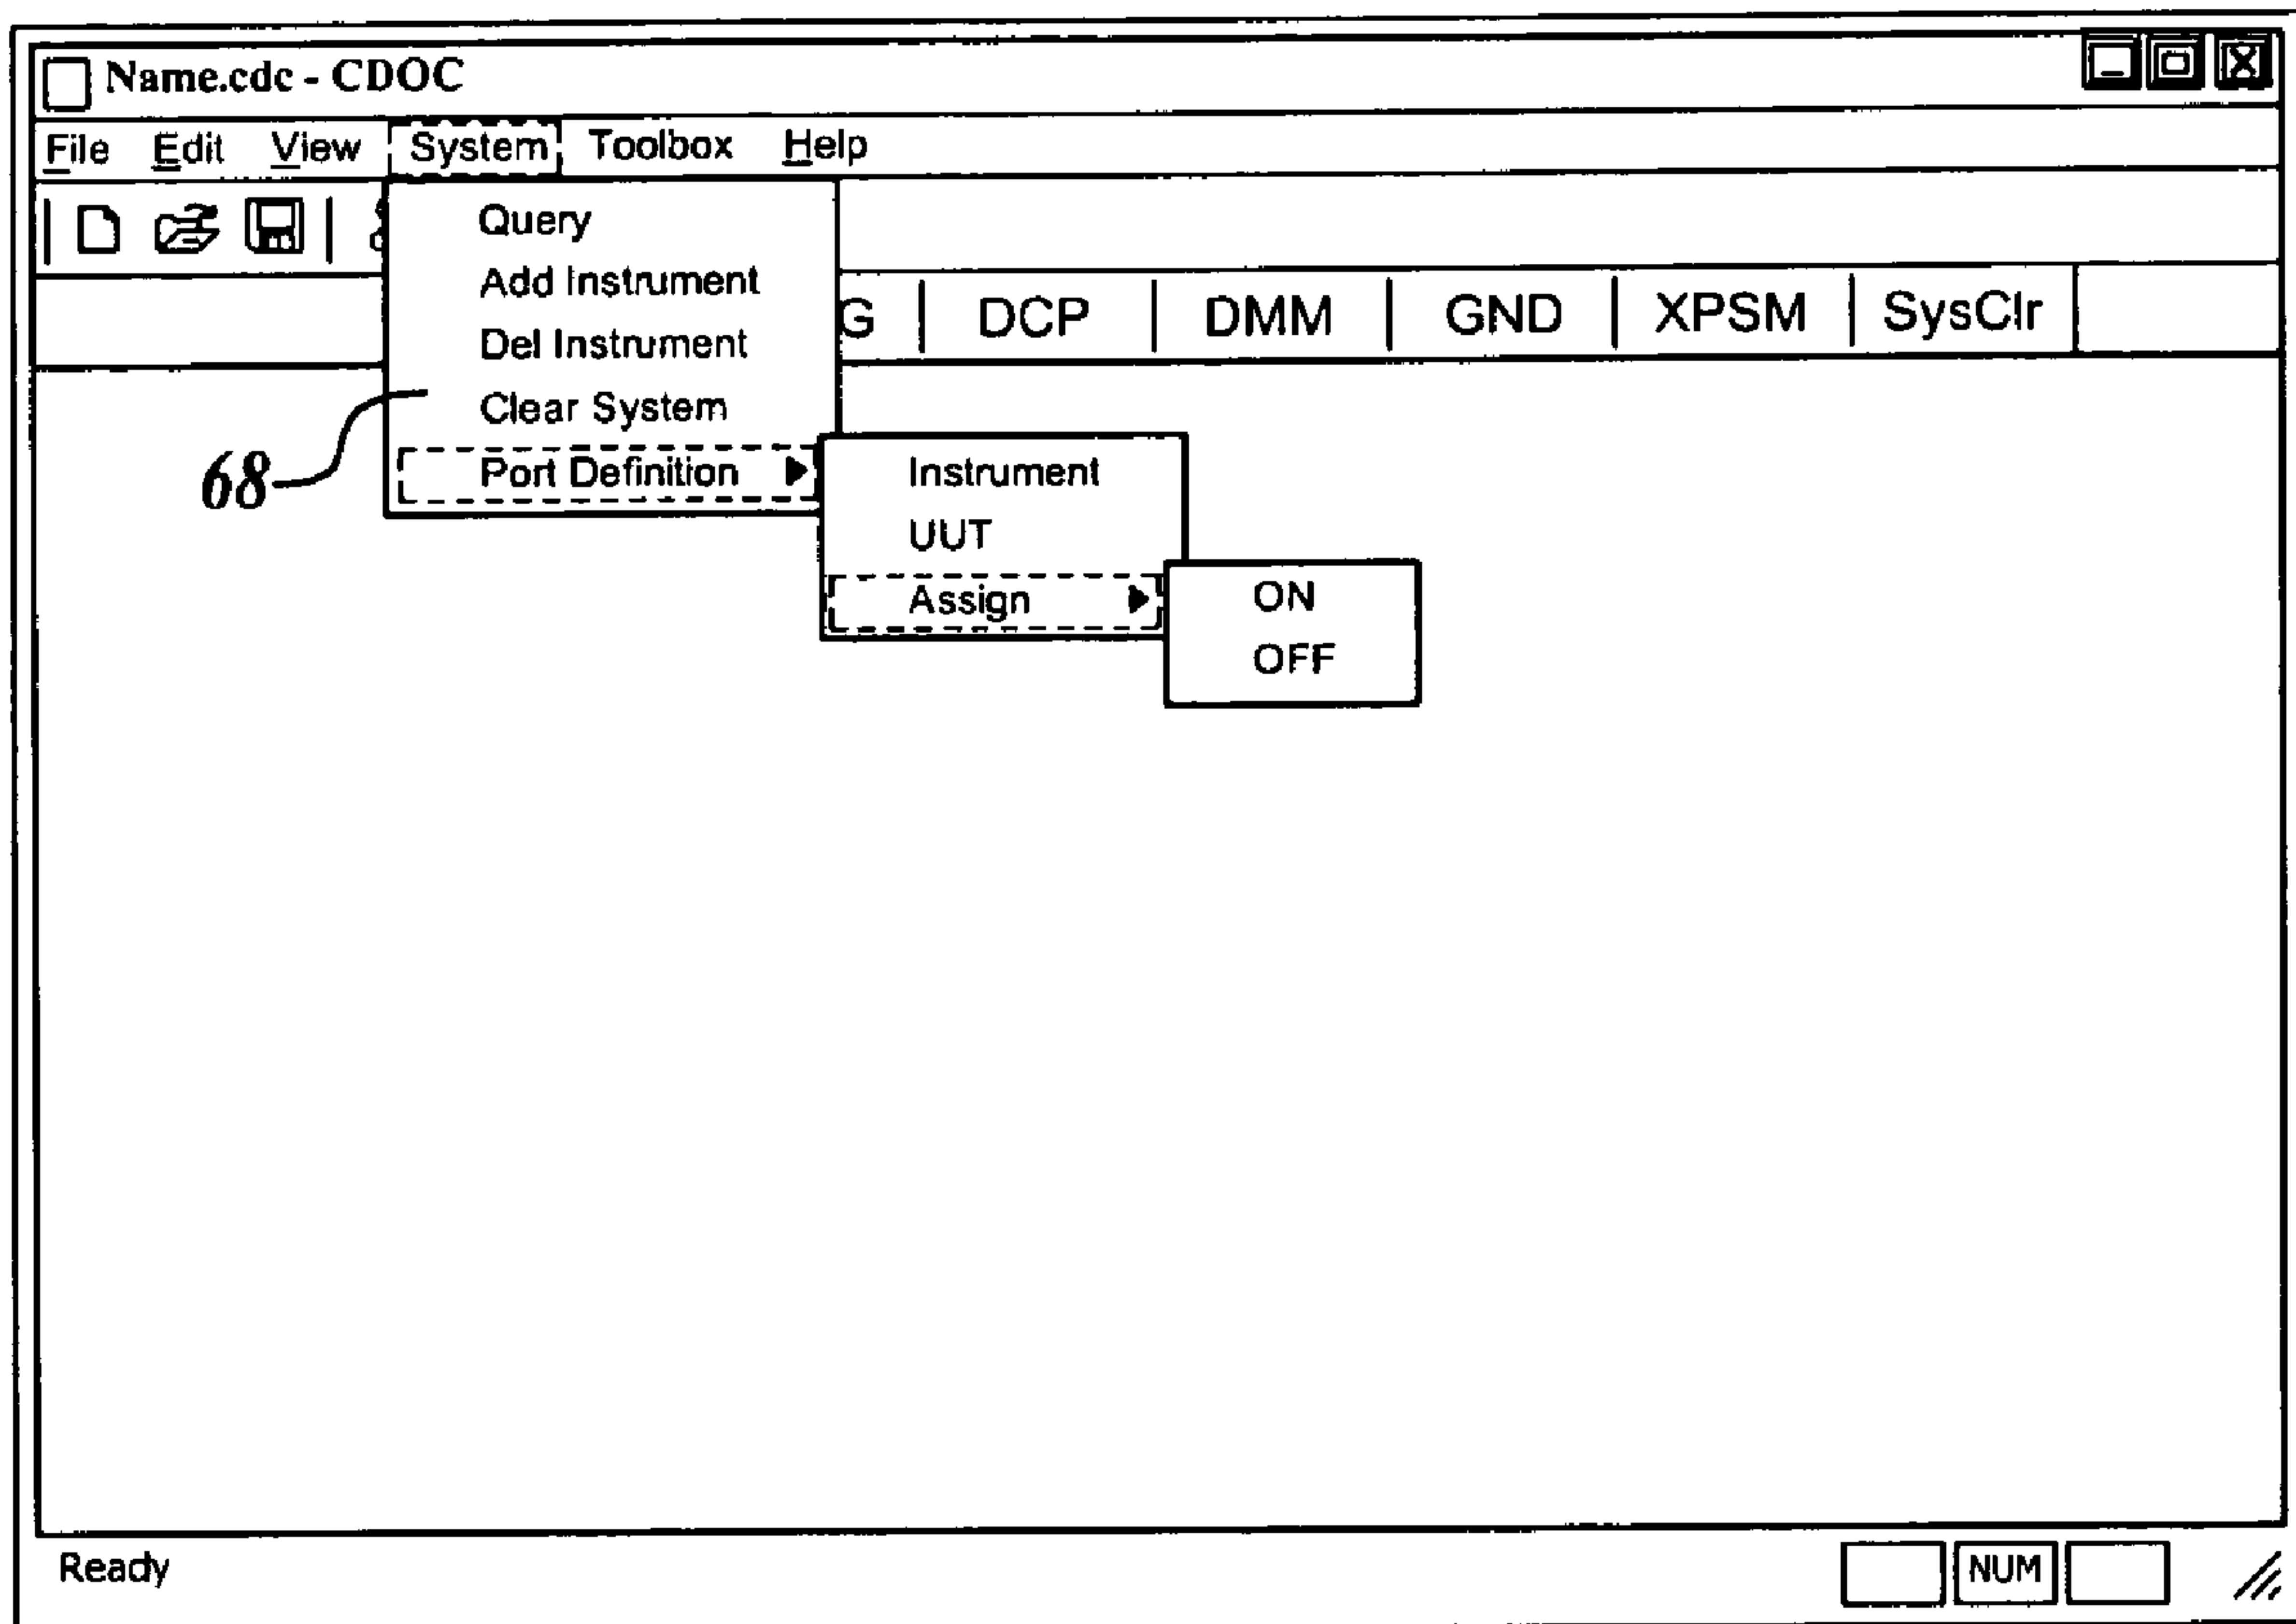 Name.cdc - CDOC
File Edit View System Toolbox Help
Query
Add Instrument
G DCP DMM GND XPSM SysClr
Del Instrument
Clear System
68 Port Definition Instrument
UUT
Assign ON
OFF
Ready NUM